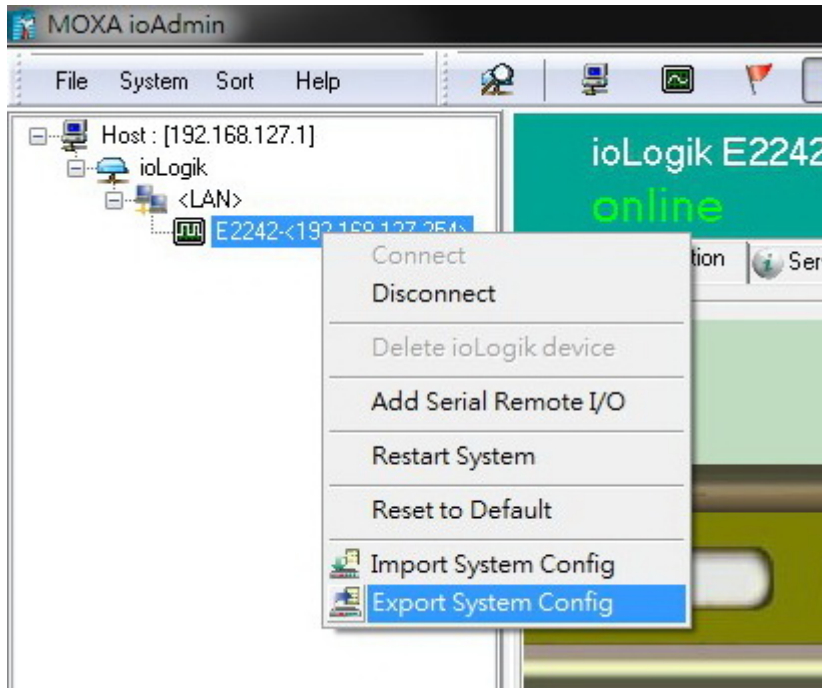 MOXA ioAdmin
File System Sort Help
Host : [192.168.127.1]
ioLogik
<LAN>
E2242-<192.168.127.254>
ioLogik E2242
online
tion
Ser
Connect
Disconnect
Delete ioLogik device
Add Serial Remote I/O
Restart System
Reset to Default
Import System Config
Export System Config